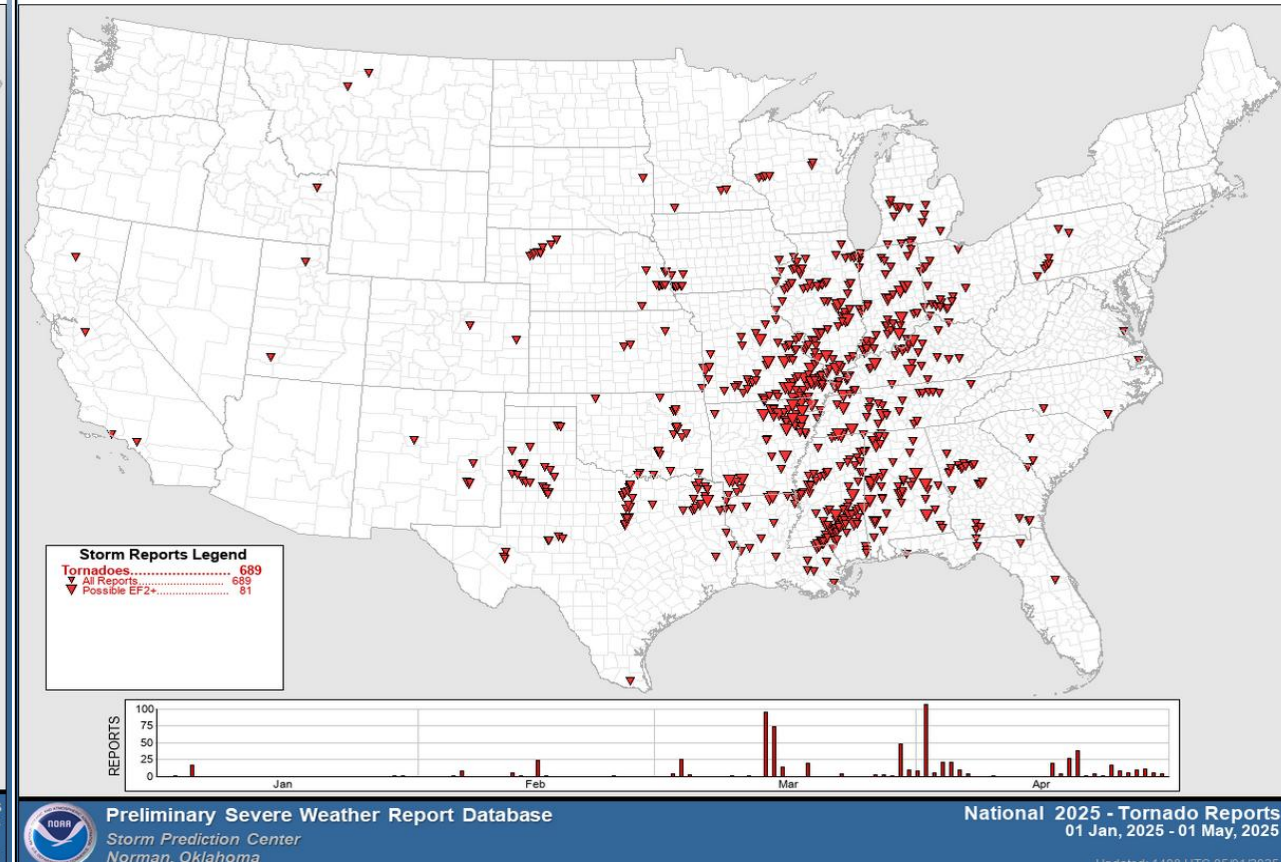 Storm Reports Legend
Tornadoes......................... 689
All Reports......................... 689
Possible EF2+...................... 81
REPORTS
100
75
50
25
0
Jan Feb Mar Apr
NOAA
Preliminary Severe Weather Report Database
Storm Prediction Center
Norman, Oklahoma
National 2025 - Tornado Reports
01 Jan, 2025 - 01 May, 2025